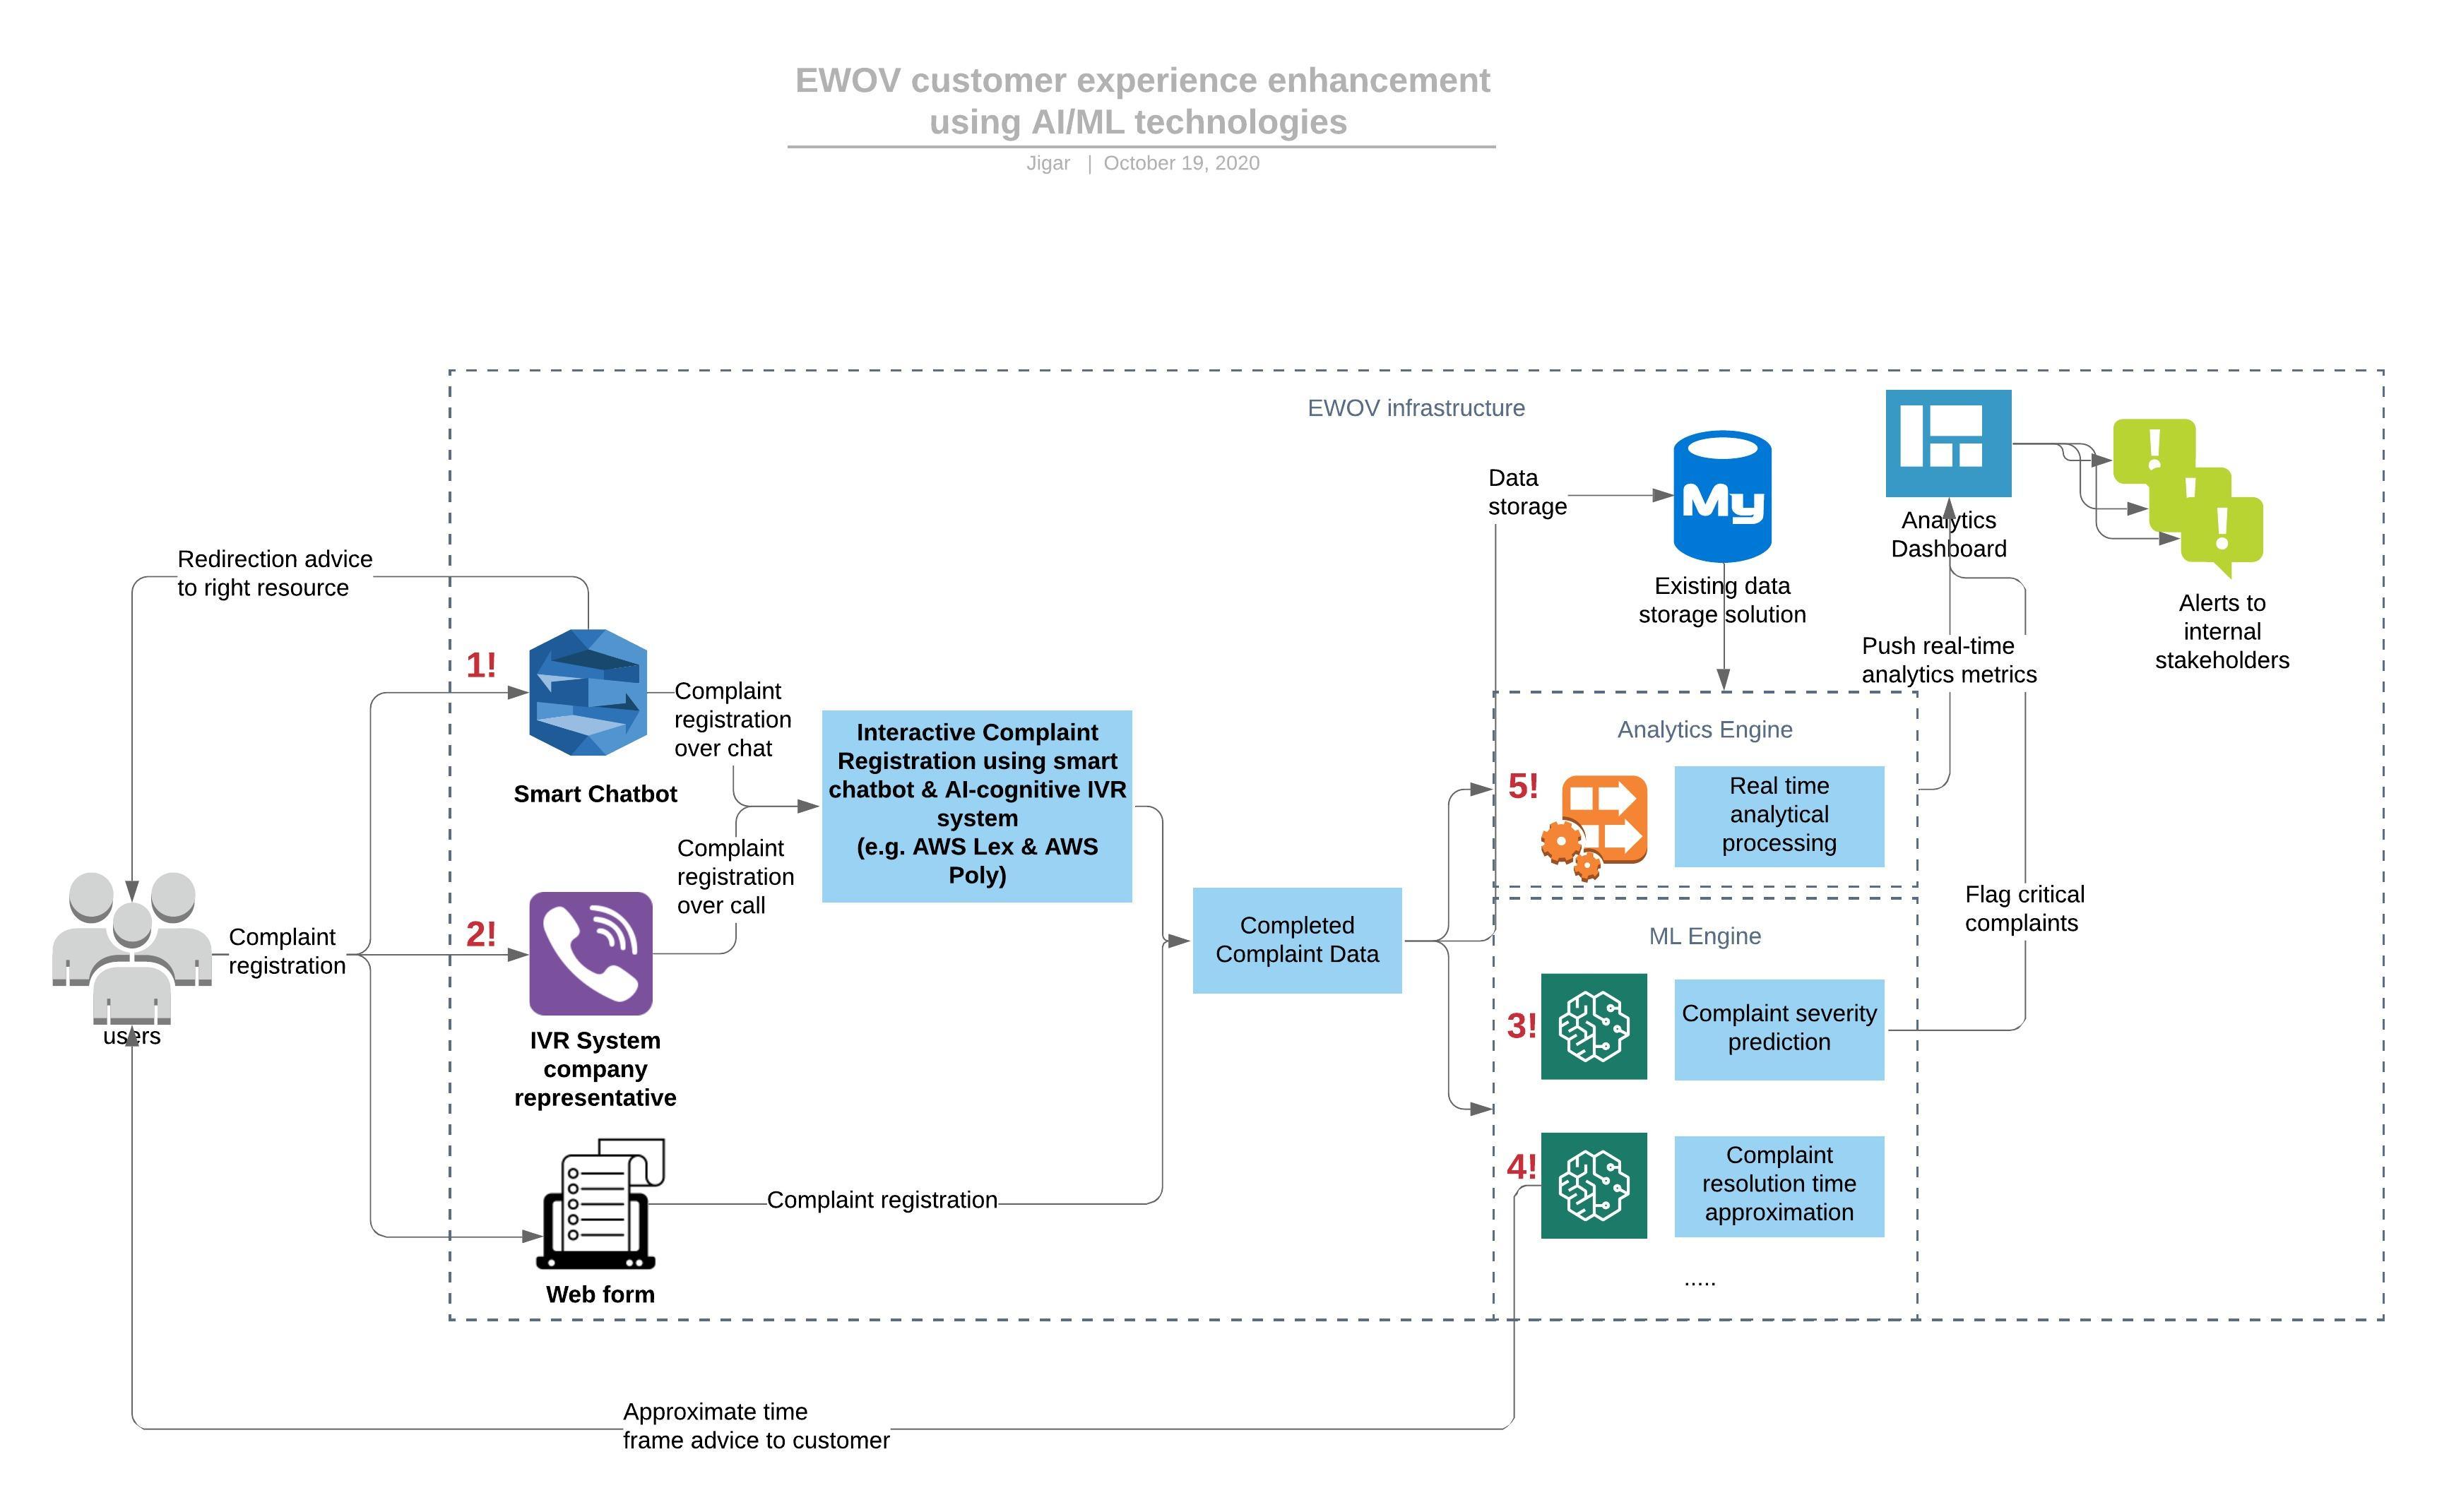 EWOV customer experience enhancement
using AI/ML technologies
Jigar | October 19, 2020
EWOV infrastructure
Data
storage
My
Existing data
storage solution
Analytics
Dashboard
!
!
!
Alerts to
internal
stakeholders
Redirection advice
to right resource
1!
Smart Chatbot
Complaint
registration
over chat
Interactive Complaint
Registration using smart
chatbot & AI-cognitive IVR
system
(e.g. AWS Lex & AWS
Poly)
Push real-time
analytics metrics
Analytics Engine
5!
Real time
analytical
processing
Complaint
registration
over call
users
Complaint
registration
2!
IVR System
company
representative
Completed
Complaint Data
Flag critical
complaints
ML Engine
3!
Complaint severity
prediction
4!
Complaint
resolution time
approximation
.....
Web form
Complaint registration
Approximate time
frame advice to customer